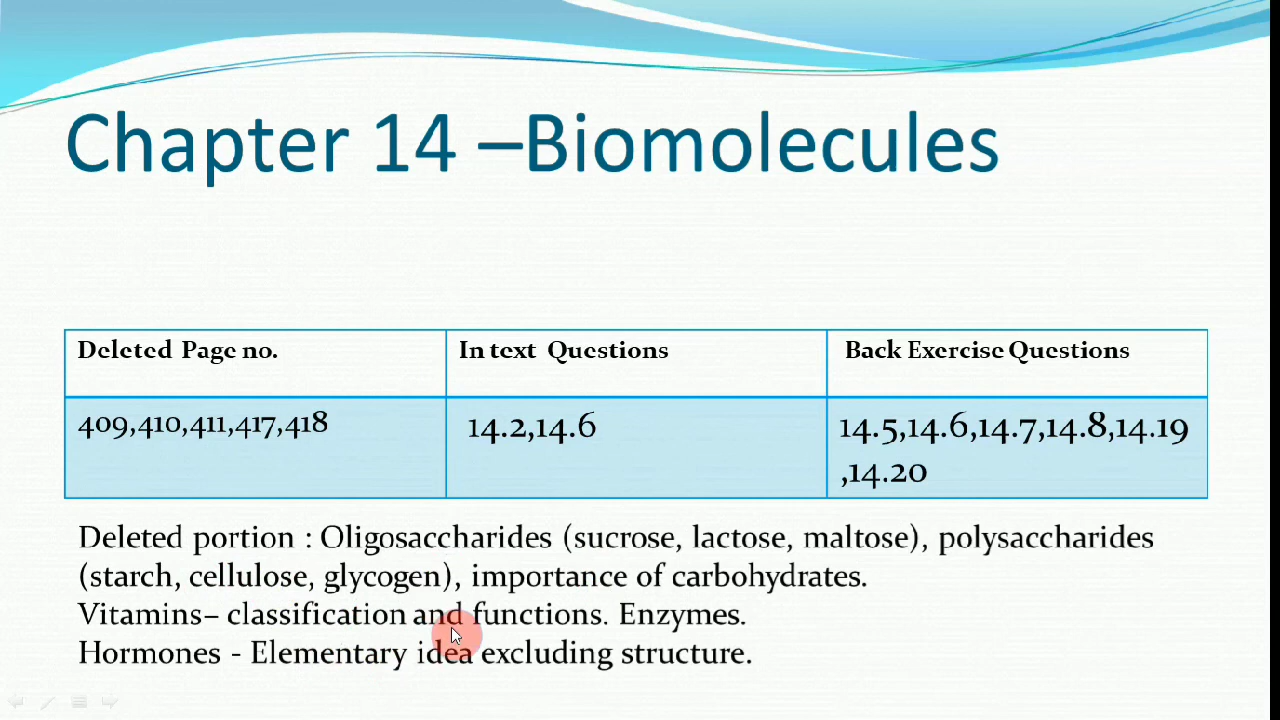 Chapter 14 –Biomolecules
Deleted Page no.
In text Questions
Back Exercise Questions
409,410,411,417,418
14.2,14.6
14.5,14.6,14.7,14.8,14.19
,14.20
Deleted portion : Oligosaccharides (sucrose, lactose, maltose), polysaccharides
(starch, cellulose, glycogen), importance of carbohydrates.
Vitamins– classification and functions. Enzymes.
Hormones - Elementary idea excluding structure.